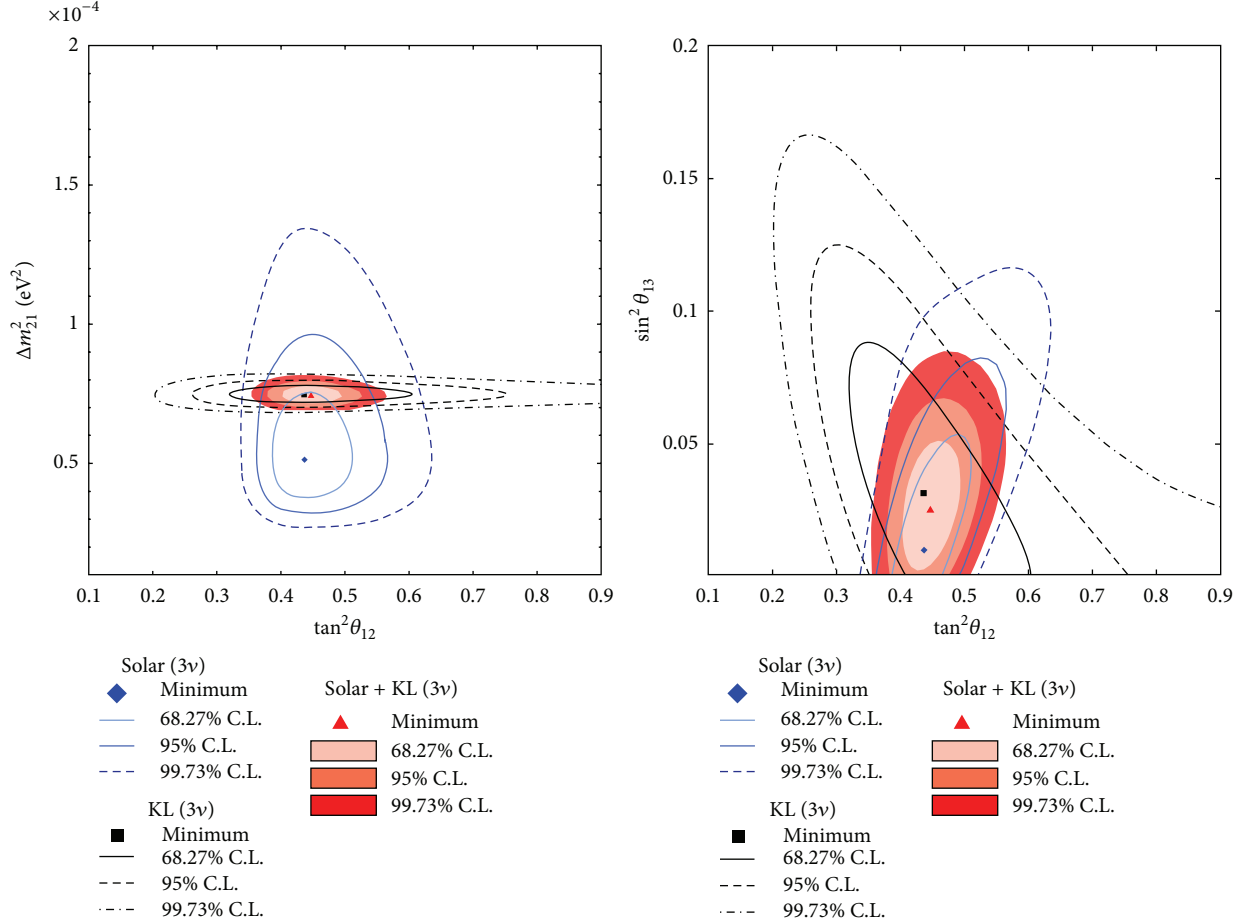 ×10⁻⁴
2
1.5
1
0.5
Δm²₂₁ (eV²)
0.1 0.2 0.3 0.4 0.5 0.6 0.7 0.8 0.9
tan²θ₁₂
Solar (3ν)
Minimum
68.27% C.L.
95% C.L.
99.73% C.L.
KL (3ν)
Minimum
68.27% C.L.
95% C.L.
99.73% C.L.
Solar + KL (3ν)
Minimum
68.27% C.L.
95% C.L.
99.73% C.L.
0.2
0.15
0.1
0.05
sin²θ₁₃
0.1 0.2 0.3 0.4 0.5 0.6 0.7 0.8 0.9
tan²θ₁₂
Solar (3ν)
Minimum
68.27% C.L.
95% C.L.
99.73% C.L.
KL (3ν)
Minimum
68.27% C.L.
95% C.L.
99.73% C.L.
Solar + KL (3ν)
Minimum
68.27% C.L.
95% C.L.
99.73% C.L.